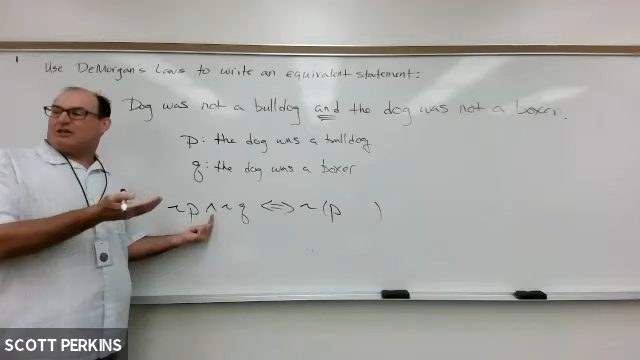 Use DeMorgan's Laws to write an equivalent statement:
Dog was not a bulldog and the dog was not a boxer.
p: the dog was a bulldog
q: the dog was a boxer
~p ∧ ~q ⇔ ~(p )
SCOTT PERKINS